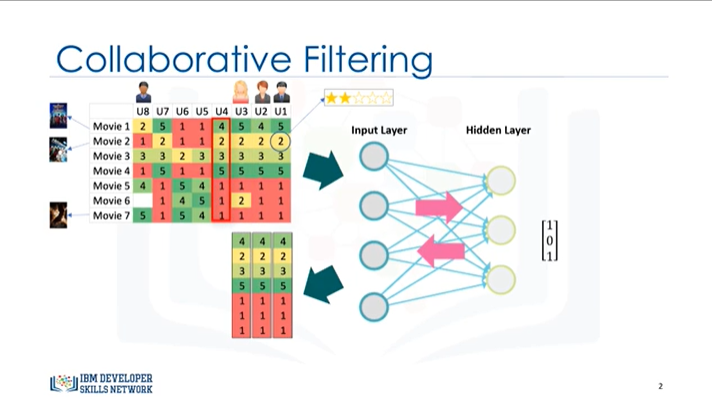 Collaborative Filtering
U8 U7 U6 U5 U4 U3 U2 U1
Movie 1 2 5 1 1 4 5 4 5
Movie 2 1 2 1 1 2 2 2 2
Movie 3 3 3 2 3 3 3 3 3
Movie 4 1 5 1 1 5 5 5 5
Movie 5 4 1 5 4 1 1 1 1
Movie 6 1 4 5 1 2 1 1
Movie 7 5 1 5 4 1 1 1 1
Input Layer
Hidden Layer
1
0
1
4 4 4
2 2 2
3 3 3
5 5 5
1 1 1
1 1 1
1 1 1
IBM DEVELOPER
SKILLS NETWORK
2